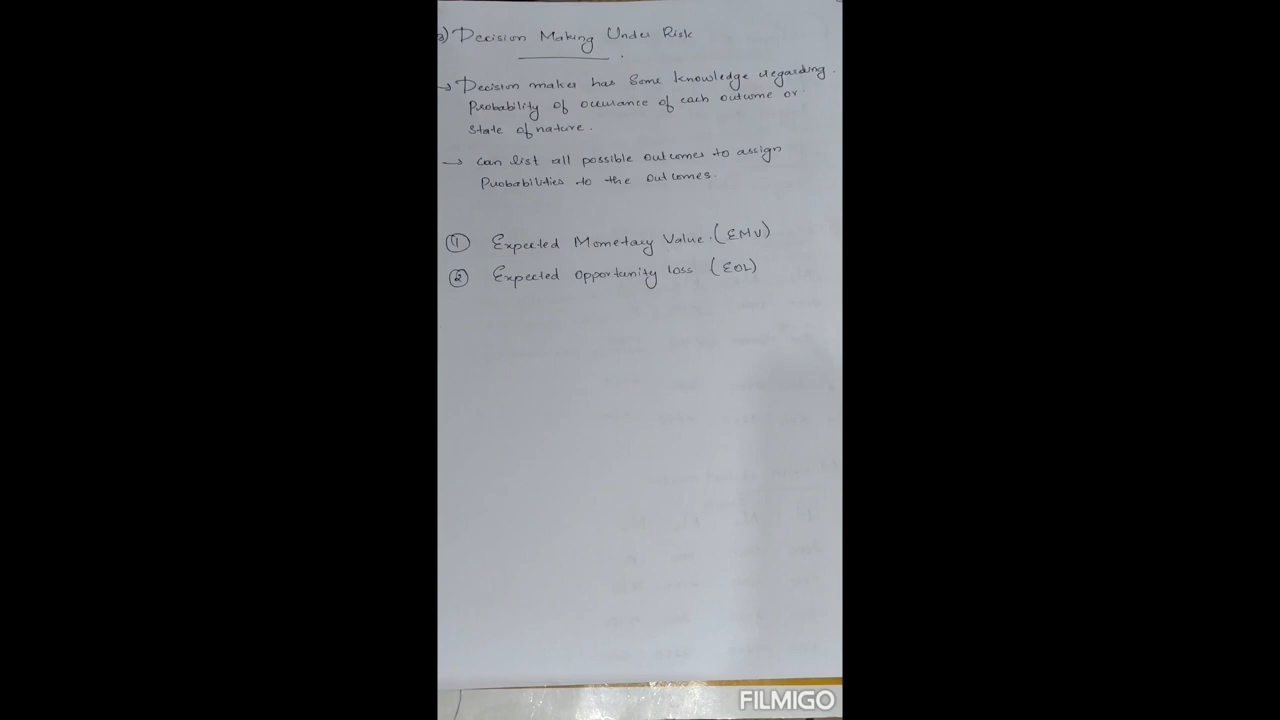 3) Decision Making Under Risk
→ Decision maker has Some knowledge regarding
Probability of occurance of each outcome or
State of nature.
→ Can list all possible outcomes to assign
Probabilities to the outcomes.
① Expected Monetary Value. (EMV)
② Expected Opportunity loss (EOL)
FILMIGO